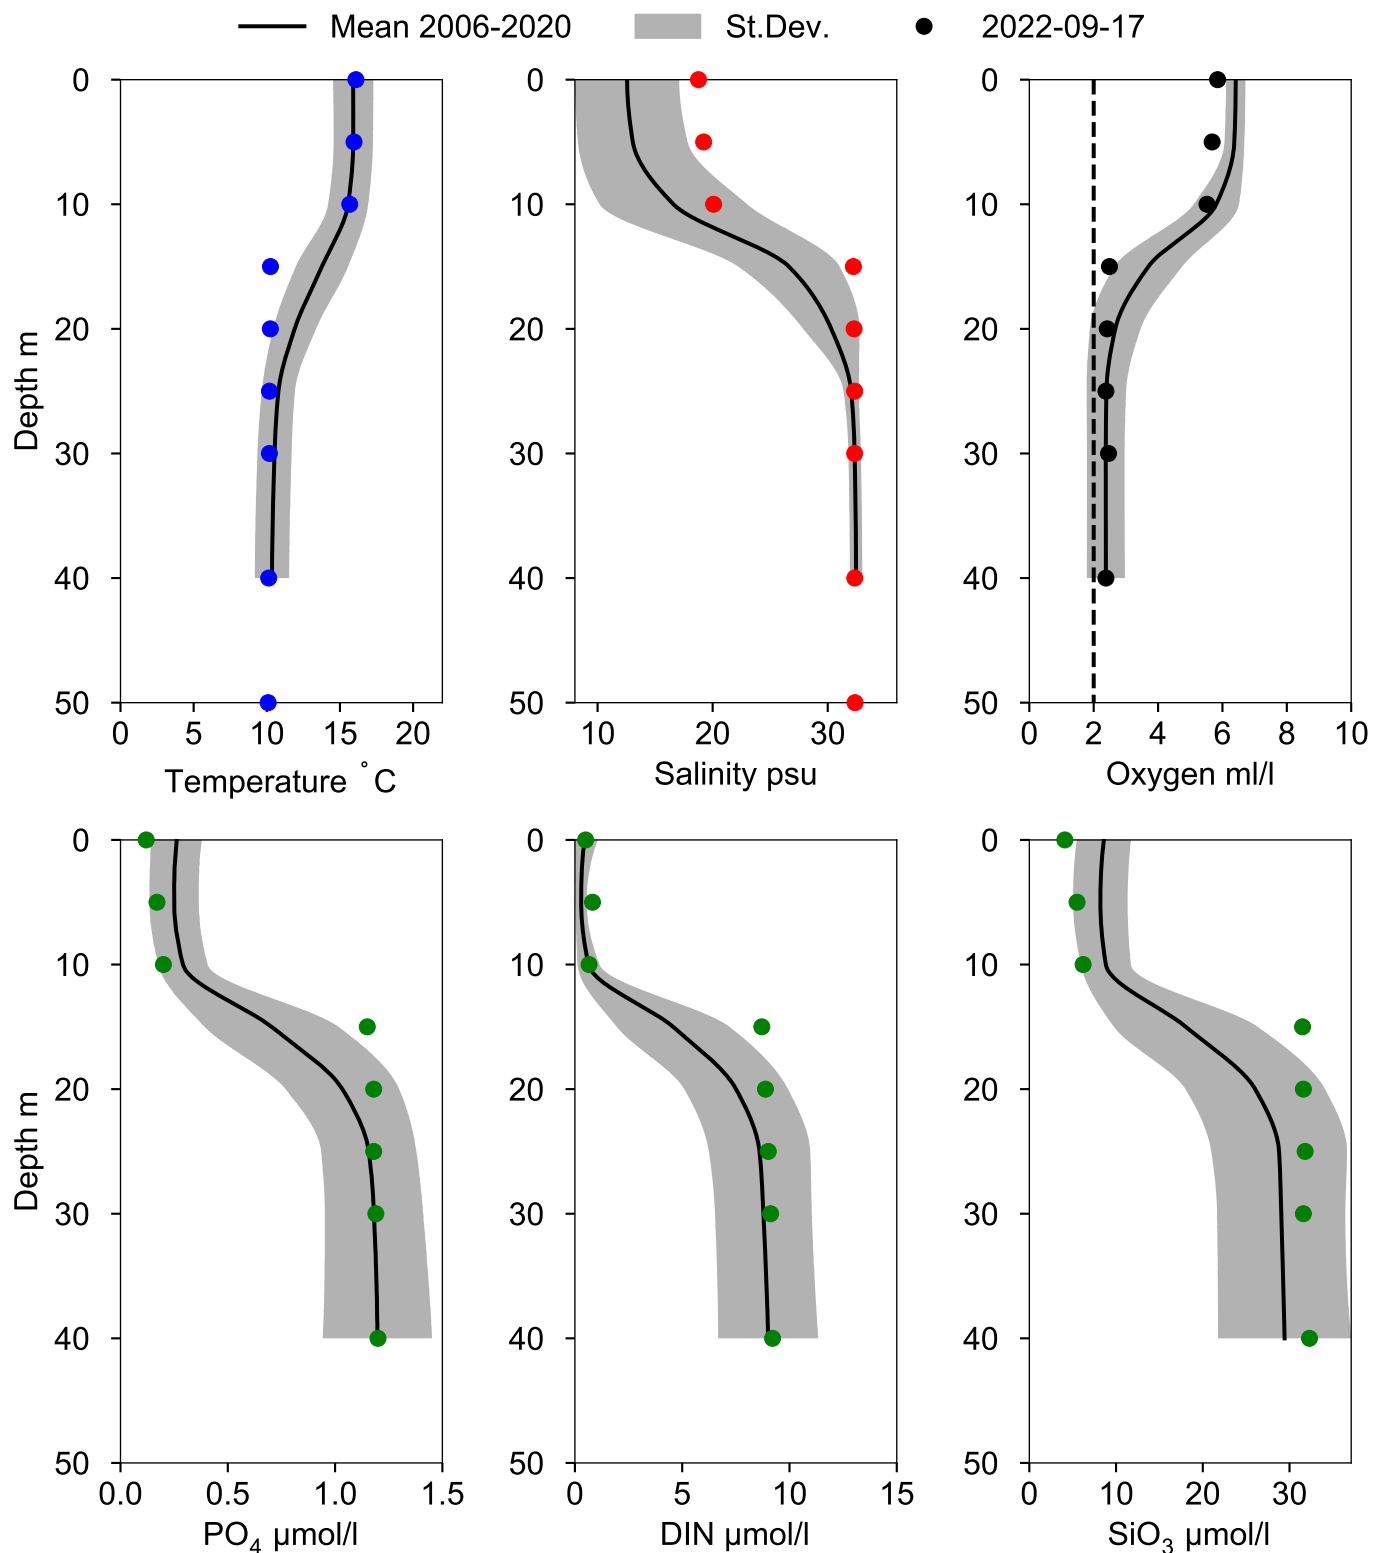 Mean 2006-2020 St.Dev. 2022-09-17
0 0 0
10 10 10
20 20 20
30 30 30
40 40 40
50 50 50
Depth m
0 5 10 15 20 10 20 30 0 2 4 6 8 10
Temperature °C Salinity psu Oxygen ml/l
0 0 0
10 10 10
20 20 20
30 30 30
40 40 40
50 50 50
Depth m
0.0 0.5 1.0 1.5 0 5 10 15 0 10 20 30
PO₄ µmol/l DIN µmol/l SiO₃ µmol/l